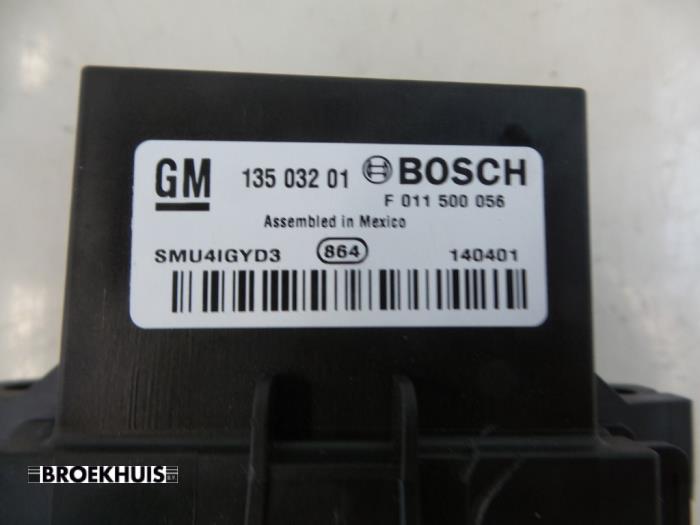 GM 135 032 01 BOSCH
F 011 500 056
Assembled in Mexico
SMU4IGYD3 864 140401
BROEKHUIS